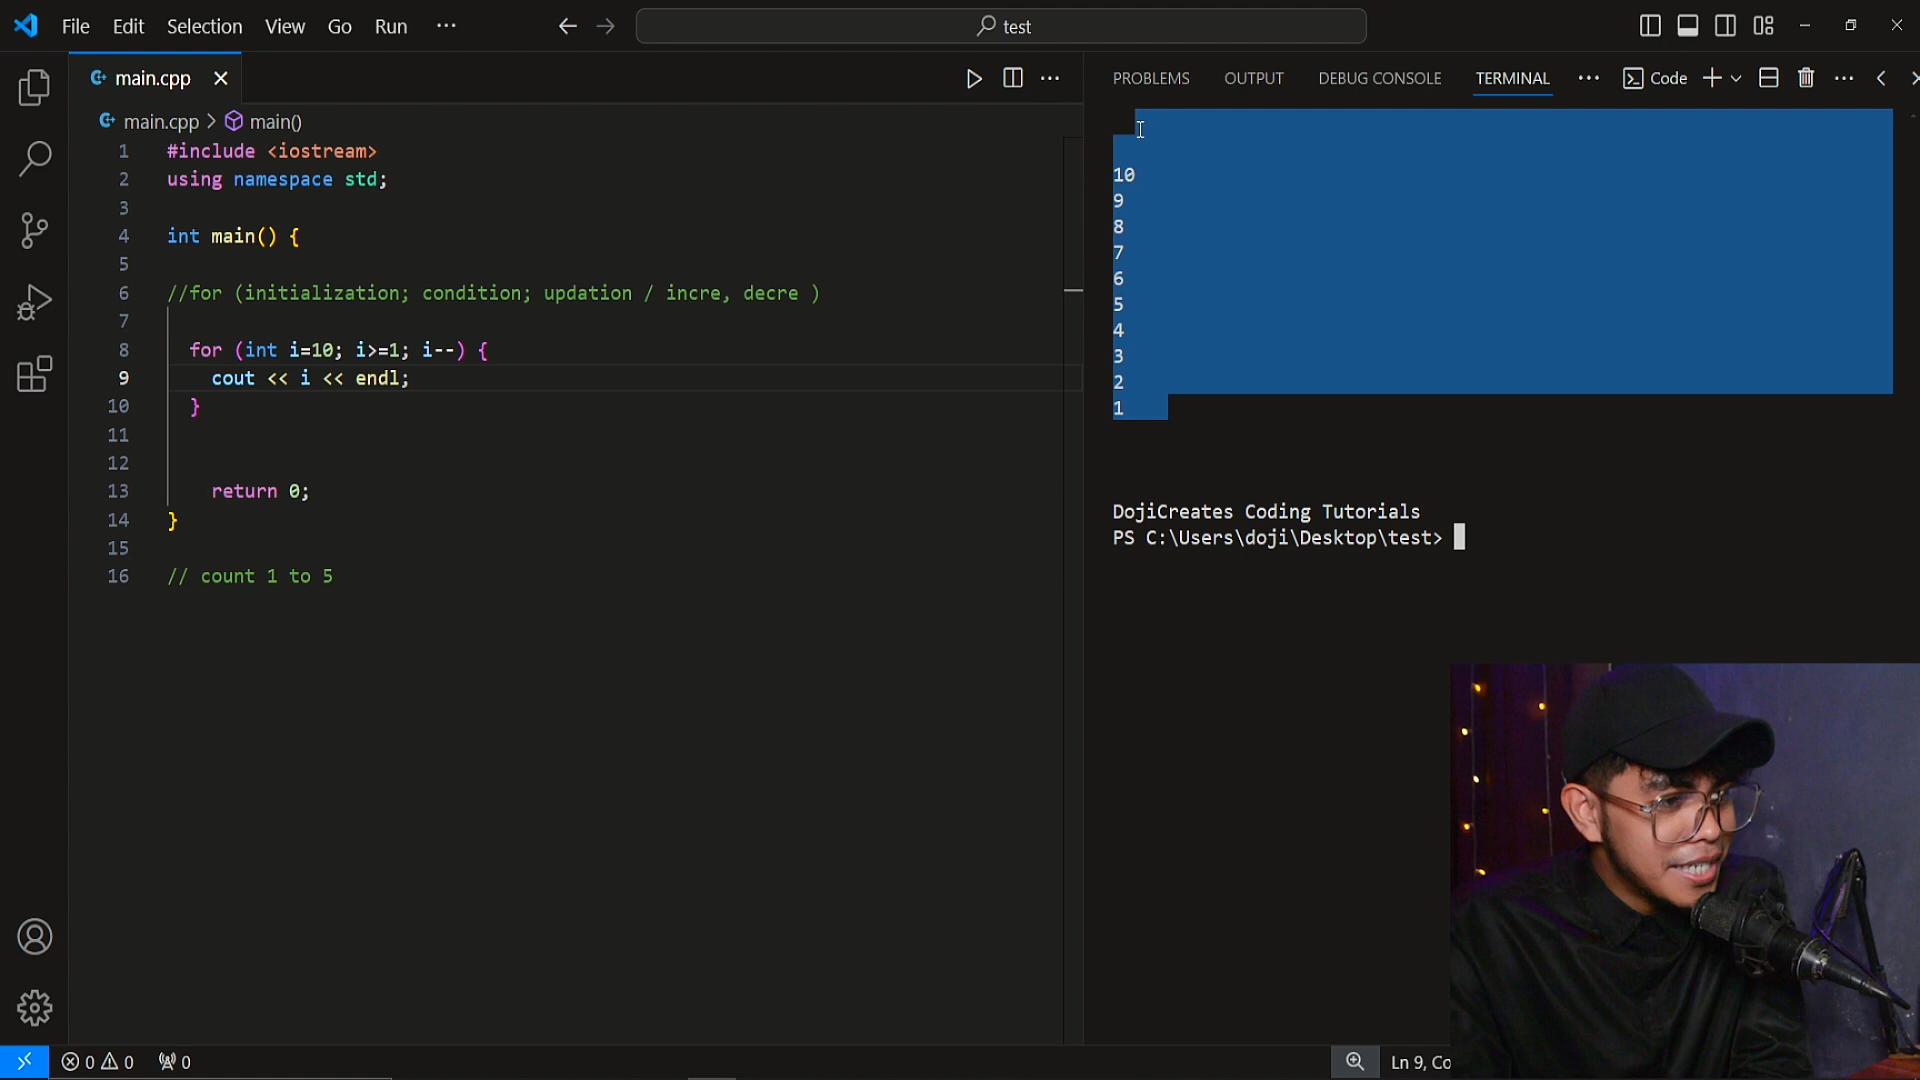 File Edit Selection View Go Run ··· test
main.cpp
PROBLEMS OUTPUT DEBUG CONSOLE TERMINAL ··· Code
main.cpp > main()
1 #include <iostream>
2 using namespace std;
3
4 int main() {
5
6 //for (initialization; condition; updation / incre, decre )
7
8 for (int i=10; i>=1; i--) {
9 cout << i << endl;
10 }
11
12
13 return 0;
14 }
15
16 // count 1 to 5
10
9
8
7
6
5
4
3
2
1
DojiCreates Coding Tutorials
PS C:\Users\doji\Desktop\test>
0 0 0
Ln 9, Co